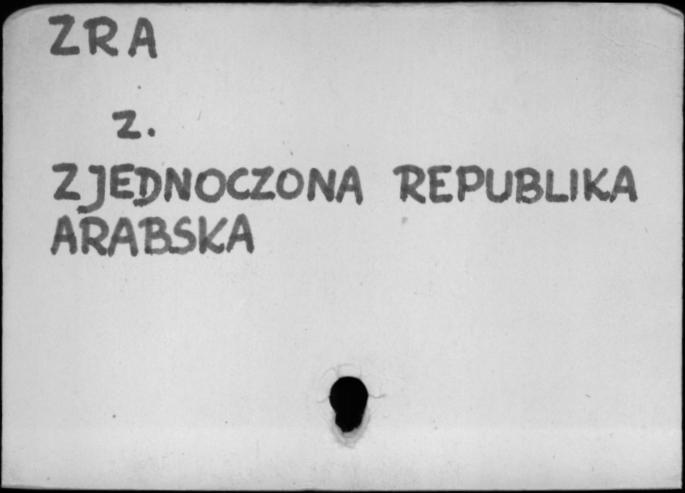 ZRA
z.
ZJEDNOCZONA REPUBLIKA
ARABSKA